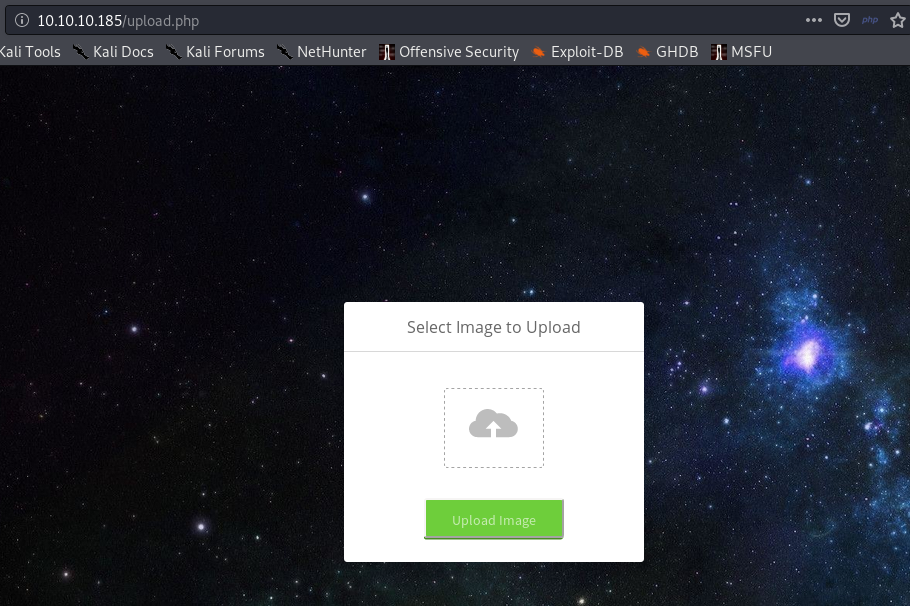 10.10.10.185/upload.php
php
Kali Tools Kali Docs Kali Forums NetHunter Offensive Security Exploit-DB GHDB MSFU
Select Image to Upload
Upload Image